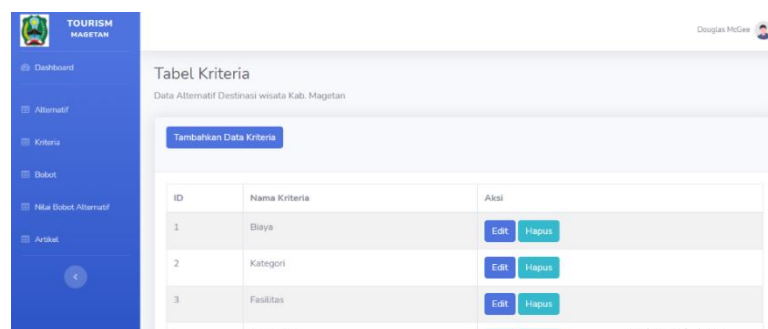 TOURISM
MAGETAN
Douglas McGee
Dashboard
Alternatif
Kriteria
Bobot
Nilai Bobot Alternatif
Artikel
Tabel Kriteria
Data Alternatif Destinasi wisata Kab. Magetan
Tambahkan Data Kriteria
ID Nama Kriteria Aksi
1 Biaya Edit Hapus
2 Kategori Edit Hapus
3 Fasilitas Edit Hapus